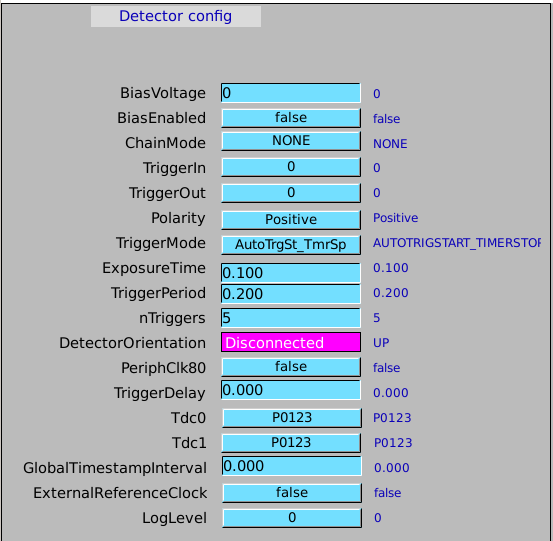 Detector config
BiasVoltage 0 0
BiasEnabled false false
ChainMode NONE NONE
TriggerIn 0 0
TriggerOut 0 0
Polarity Positive Positive
TriggerMode AutoTrgSt_TmrSp AUTOTRIGSTART_TIMERSTOP
ExposureTime 0.100 0.100
TriggerPeriod 0.200 0.200
nTriggers 5 5
DetectorOrientation Disconnected UP
PeriphClk80 false false
TriggerDelay 0.000 0.000
Tdc0 P0123 P0123
Tdc1 P0123 P0123
GlobalTimestampInterval 0.000 0.000
ExternalReferenceClock false false
LogLevel 0 0